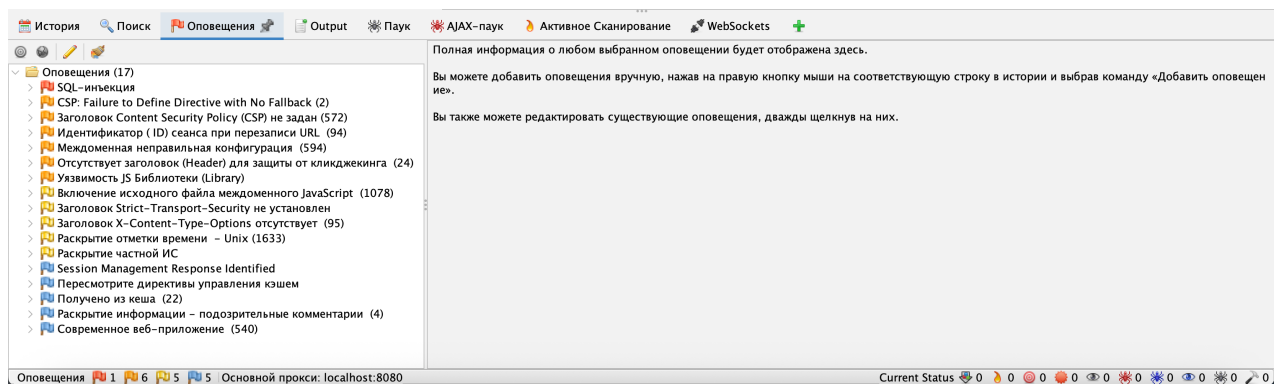 История Поиск Оповещения Output Паук AJAX-паук Активное Сканирование WebSockets
Оповещения (17)
SQL-инъекция
CSP: Failure to Define Directive with No Fallback (2)
Заголовок Content Security Policy (CSP) не задан (572)
Идентификатор ( ID) сеанса при перезаписи URL (94)
Междоменная неправильная конфигурация (594)
Отсутствует заголовок (Header) для защиты от кликджекинга (24)
Уязвимость JS Библиотеки (Library)
Включение исходного файла междоменного JavaScript (1078)
Заголовок Strict-Transport-Security не установлен
Заголовок X-Content-Type-Options отсутствует (95)
Раскрытие отметки времени - Unix (1633)
Раскрытие частной ИС
Session Management Response Identified
Пересмотрите директивы управления кэшем
Получено из кеша (22)
Раскрытие информации - подозрительные комментарии (4)
Современное веб-приложение (540)
Полная информация о любом выбранном оповещении будет отображена здесь.
Вы можете добавить оповещения вручную, нажав на правую кнопку мыши на соответствующую строку в истории и выбрав команду «Добавить оповещен
ие».
Вы также можете редактировать существующие оповещения, дважды щелкнув на них.
Оповещения 1 6 5 5 Основной прокси: localhost:8080 Current Status 0 0 0 0 0 0 0 0 0 0